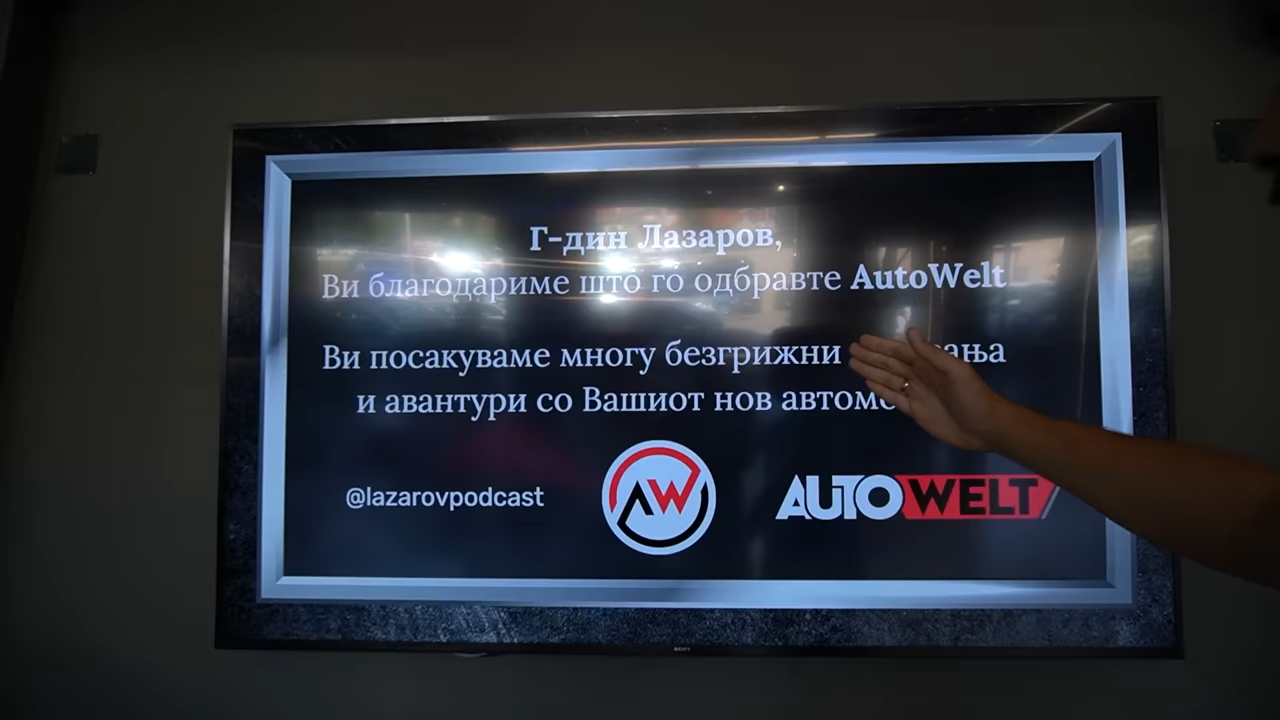 Г-дин Лазаров,
Ви благодариме што го одбравте AutoWelt
Ви посакуваме многу безгрижни
и авантури со Вашиот нов
@lazarovpodcast
AW
AUTOWELT
SONY